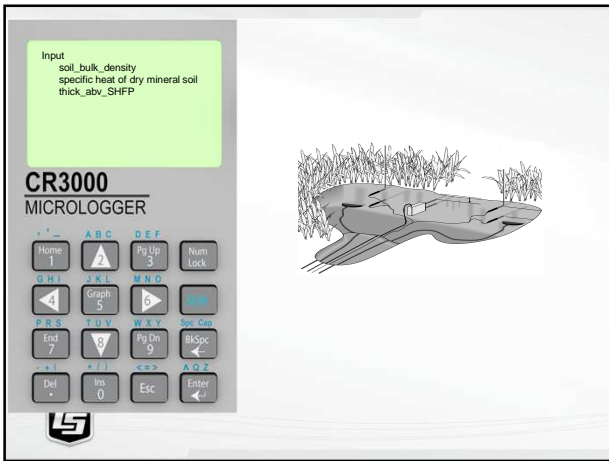 Input
soil_bulk_density
specific heat of dry mineral soil
thick_abv_SHFP
CR3000
MICROLOGGER
A B C
D E F
Home
1
2
Pg Up
3
Num
Lock
G H I
J K L
M N O
4
Graph
5
6
P R S
T U V
W X Y
Spc Cap
End
7
8
Pg Dn
9
BkSpc
- + (
* / )
< = >
Λ Q Z
Del
.
Ins
0
Esc
Enter